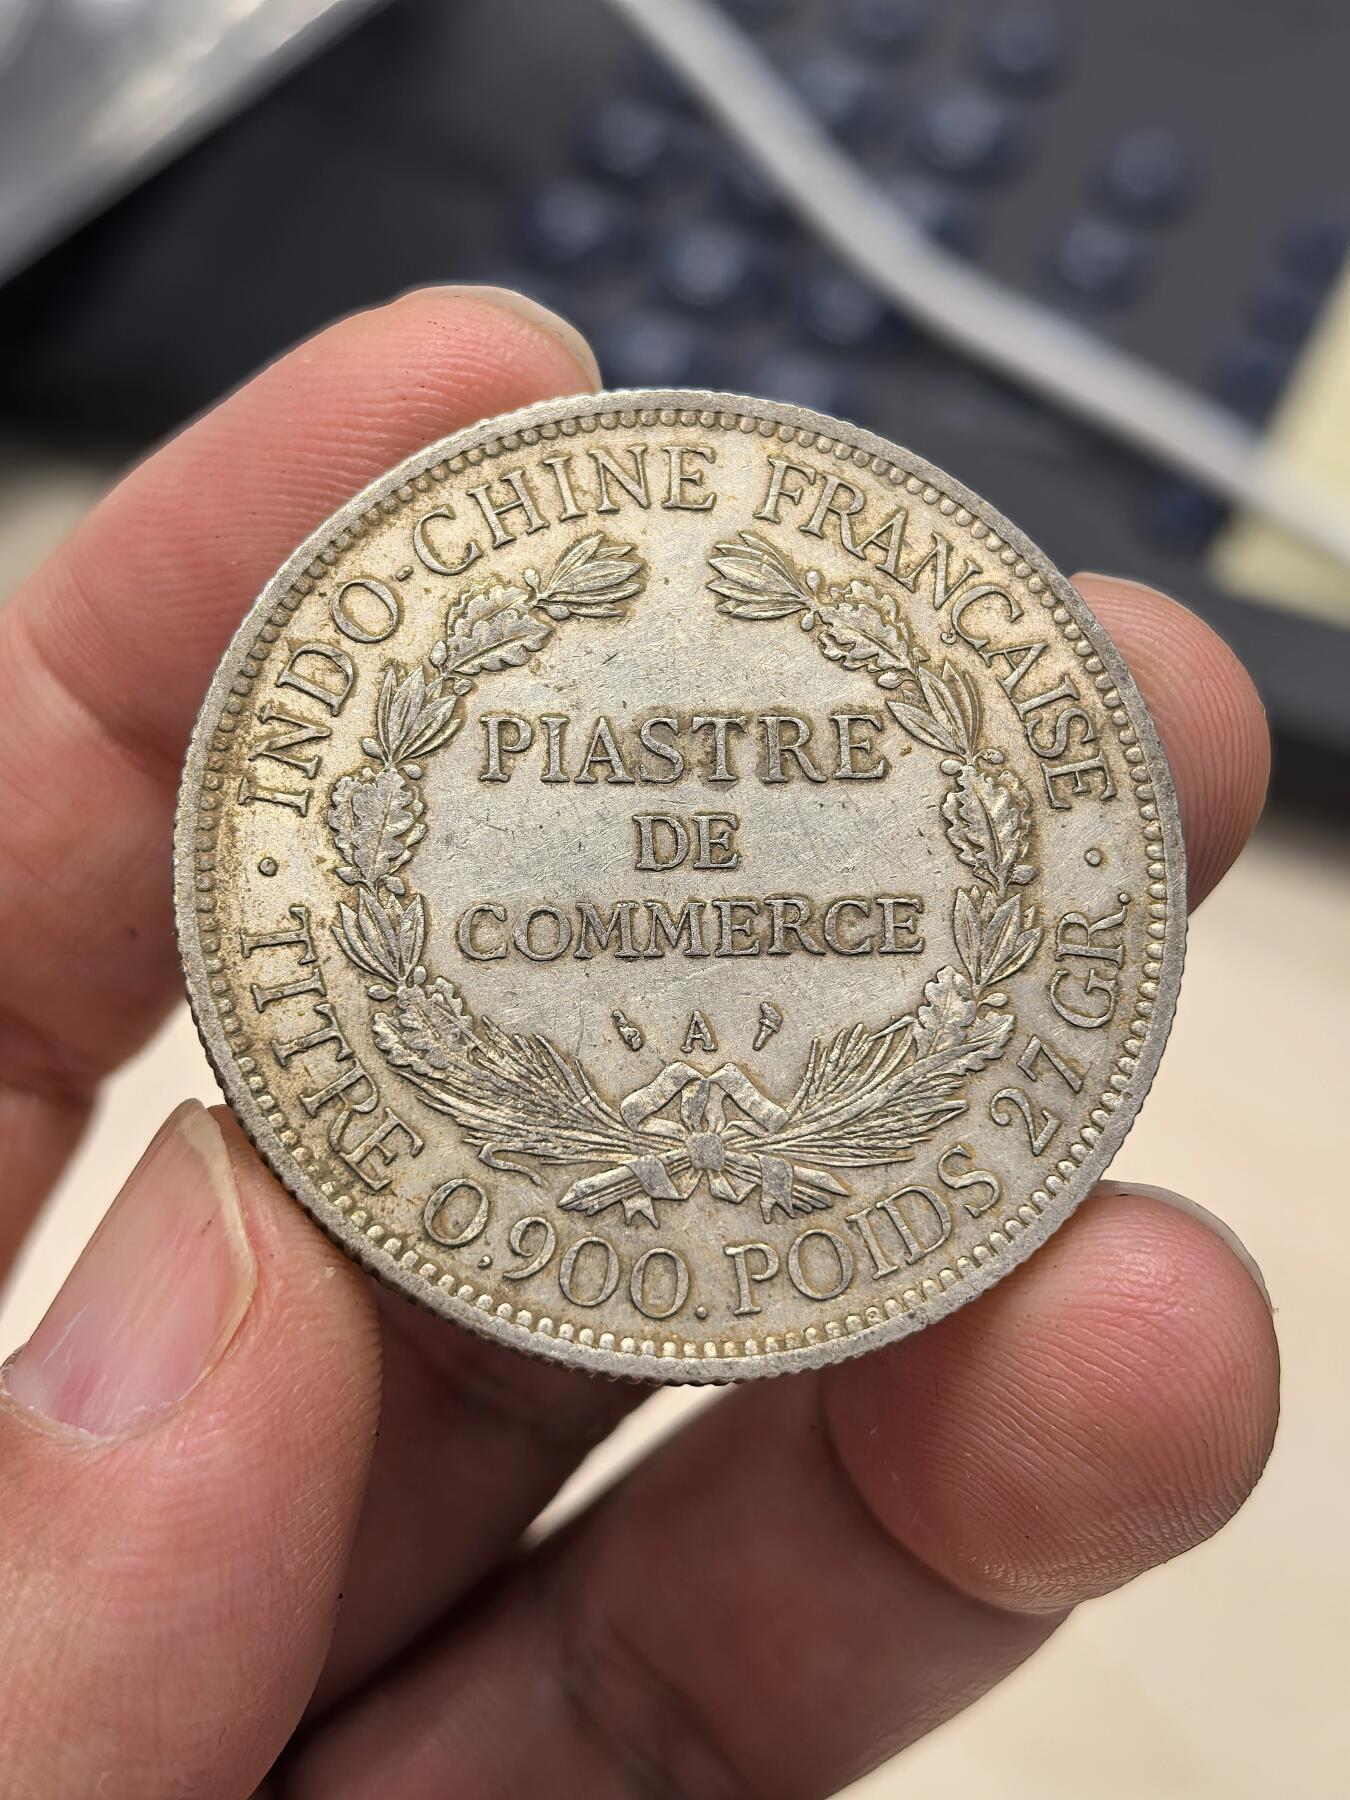 INDO-CHINE FRANÇAISE
PIASTRE
DE
COMMERCE
A
TITRE 0,900. POIDS 27 GR.